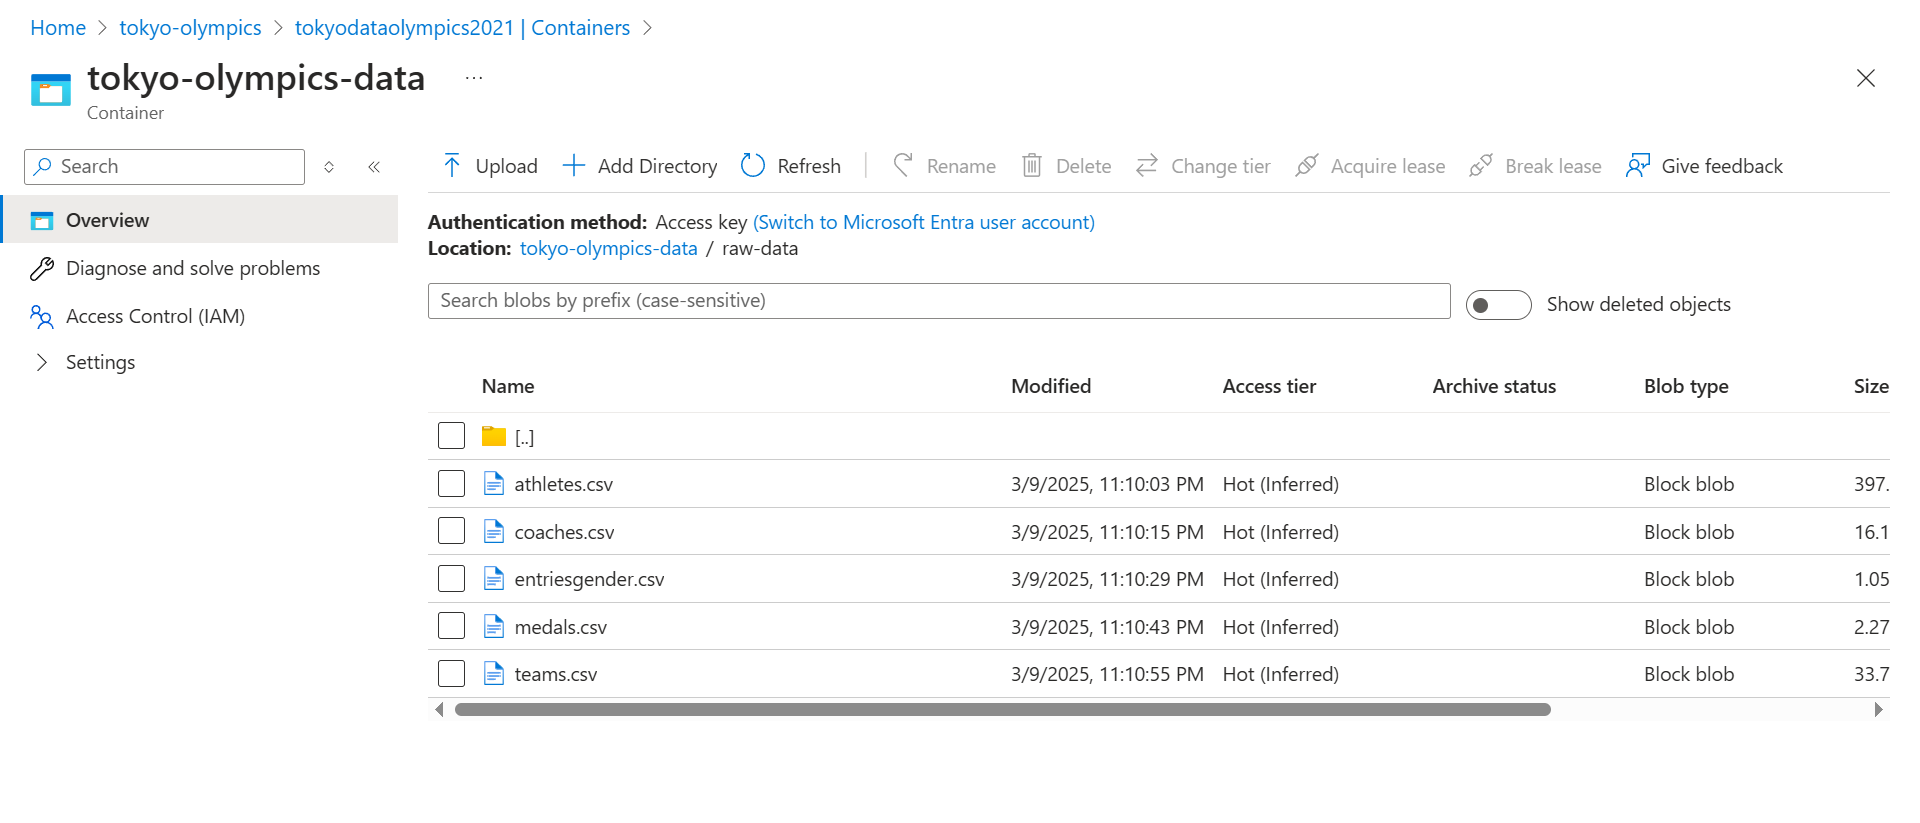 Home > tokyo-olympics > tokyodataolympics2021 | Containers >
tokyo-olympics-data ...
Container
Search
Overview
Diagnose and solve problems
Access Control (IAM)
Settings
Upload Add Directory Refresh Rename Delete Change tier Acquire lease Break lease Give feedback
Authentication method: Access key (Switch to Microsoft Entra user account)
Location: tokyo-olympics-data / raw-data
Search blobs by prefix (case-sensitive)
Show deleted objects
Name Modified Access tier Archive status Blob type Size
[..]
athletes.csv 3/9/2025, 11:10:03 PM Hot (Inferred) Block blob 397.
coaches.csv 3/9/2025, 11:10:15 PM Hot (Inferred) Block blob 16.1
entriesgender.csv 3/9/2025, 11:10:29 PM Hot (Inferred) Block blob 1.05
medals.csv 3/9/2025, 11:10:43 PM Hot (Inferred) Block blob 2.27
teams.csv 3/9/2025, 11:10:55 PM Hot (Inferred) Block blob 33.7